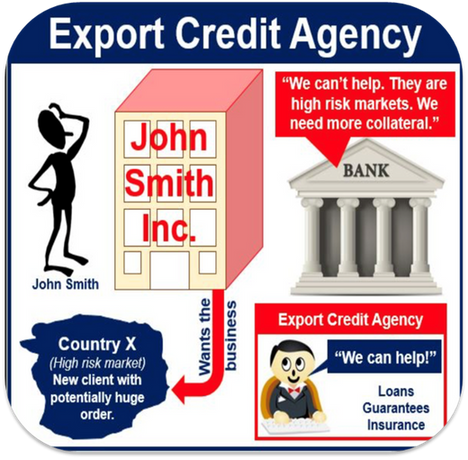 Export Credit Agency
“We can’t help. They are
high risk markets. We
need more collateral.”
John
Smith
Inc.
BANK
John Smith
Wants the
business
Country X
(High risk market)
New client with
potentially huge
order.
Export Credit Agency
“We can help!”
Loans
Guarantees
Insurance